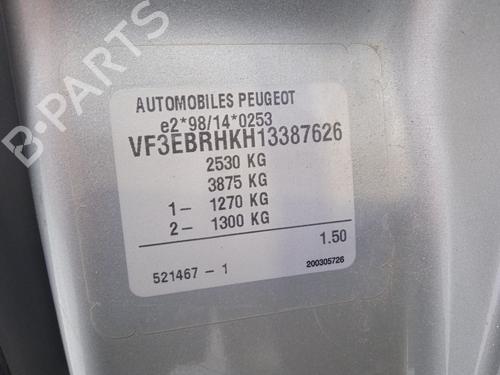 AUTOMOBILES PEUGEOT
e2*98/14*0253
VF3EBRHKH13387626
2530 KG
3875 KG
1- 1270 KG
2- 1300 KG
1.50
521467 - 1
200305726
B-PARTS